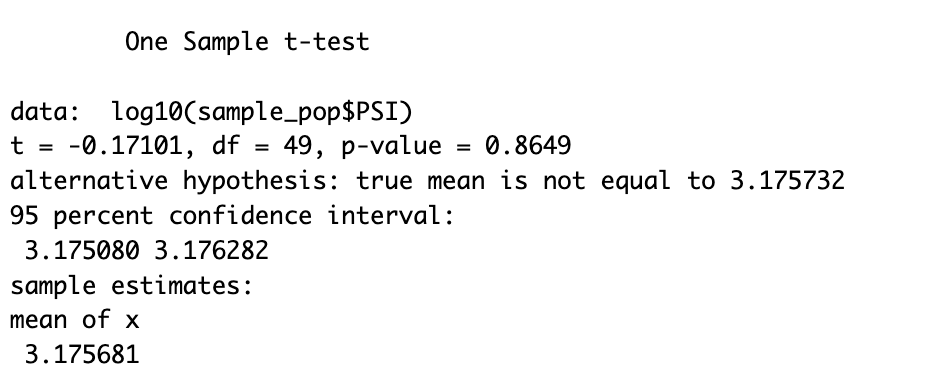 One Sample t-test
data:  log10(sample_pop$PSI)
t = -0.17101, df = 49, p-value = 0.8649
alternative hypothesis: true mean is not equal to 3.175732
95 percent confidence interval:
 3.175080 3.176282
sample estimates:
mean of x
 3.175681